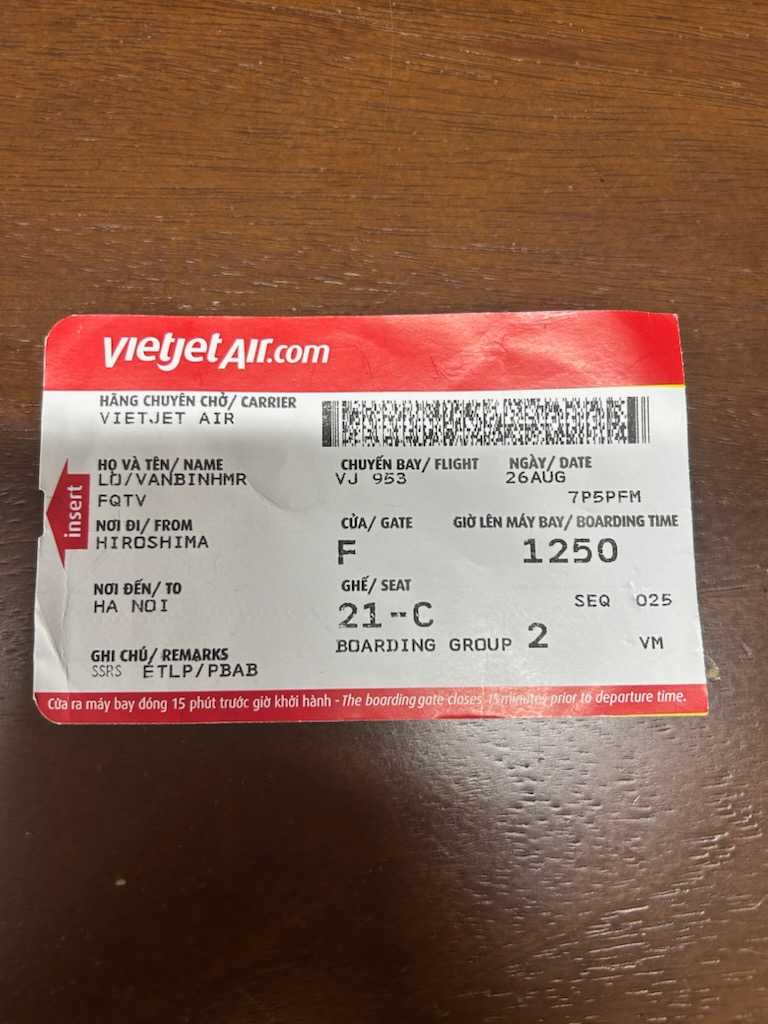 vietjet Air.com
HÃNG CHUYÊN CHỞ/ CARRIER
VIETJET AIR
HỌ VÀ TÊN/ NAME CHUYẾN BAY/ FLIGHT NGÀY/ DATE
LO/VANBINHMR VJ 953 26AUG
FQTV 7P5PFM
NƠI ĐI/ FROM CỬA/ GATE GIỜ LÊN MÁY BAY/ BOARDING TIME
HIROSHIMA F 1250
NƠI ĐẾN/ TO GHẾ/ SEAT
HA NOI 21--C SEQ 025
BOARDING GROUP 2 VM
GHI CHÚ/ REMARKS
SSRS ETLP/PBAB
insert
Cửa ra máy bay đóng 15 phút trước giờ khởi hành - The boarding gate closes 15 minutes prior to departure time.